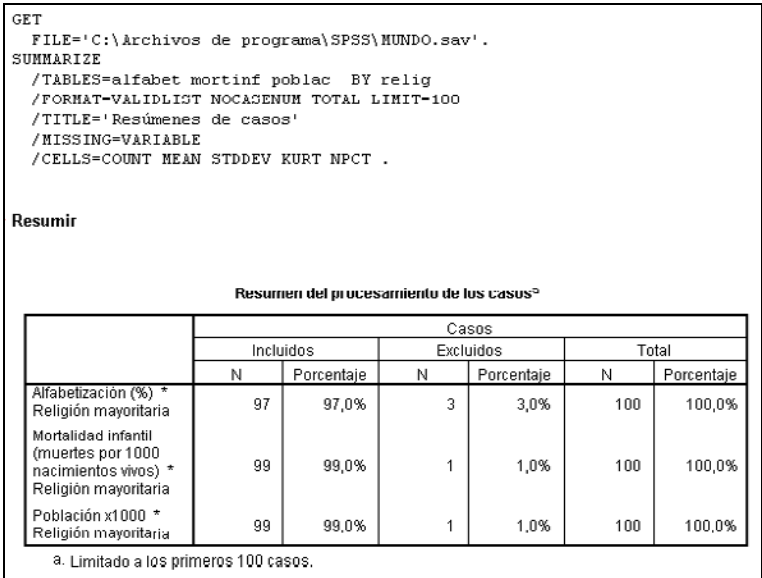 GET
FILE='C:\Archivos de programa\SPSS\MUNDO.sav'.
SUMMARIZE
/TABLES=alfabet mortinf poblac BY relig
/FORMAT=VALIDLIST NOCASENUM TOTAL LIMIT=100
/TITLE='Resúmenes de casos'
/MISSING=VARIABLE
/CELLS=COUNT MEAN STDDEV KURT NPCT .
Resumir
Resumen del procesamiento de los casos a
Casos
Incluidos Excluidos Total
N Porcentaje N Porcentaje N Porcentaje
Alfabetización (%) *
Religión mayoritaria
97 97,0% 3 3,0% 100 100,0%
Mortalidad infantil
(muertes por 1000
nacimientos vivos) *
Religión mayoritaria
99 99,0% 1 1,0% 100 100,0%
Población x1000 *
Religión mayoritaria
99 99,0% 1 1,0% 100 100,0%
a. Limitado a los primeros 100 casos.